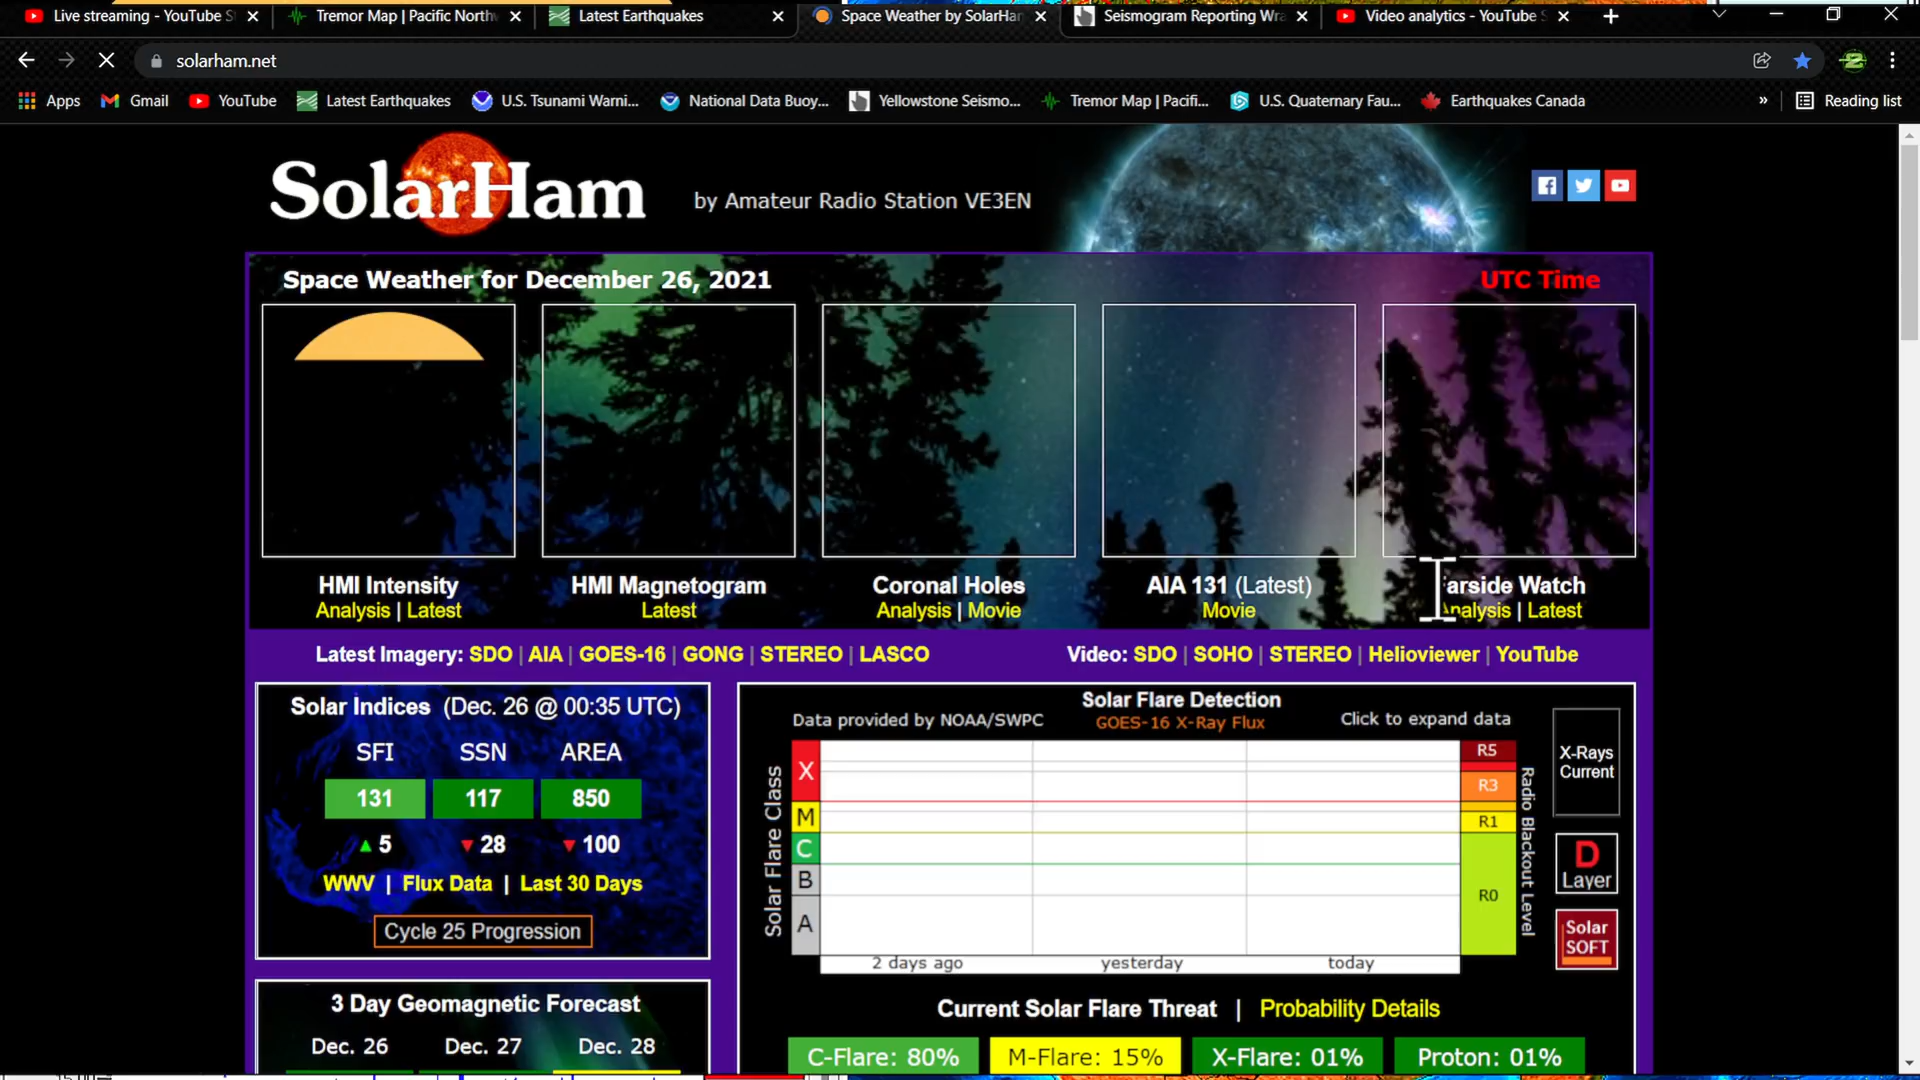 Live streaming - YouTube S
Tremor Map | Pacific Northw
Latest Earthquakes
Space Weather by SolarHam
Seismogram Reporting Wra
Video analytics - YouTube S
solarham.net
Apps
Gmail
YouTube
Latest Earthquakes
U.S. Tsunami Warni...
National Data Buoy...
Yellowstone Seismo...
Tremor Map | Pacifi...
U.S. Quaternary Fau...
Earthquakes Canada
»
Reading list
SolarHam
by Amateur Radio Station VE3EN
Space Weather for December 26, 2021
UTC Time
HMI Intensity
Analysis | Latest
HMI Magnetogram
Latest
Coronal Holes
Analysis | Movie
AIA 131 (Latest)
Movie
arside Watch
nalysis | Latest
Latest Imagery: SDO | AIA | GOES-16 | GONG | STEREO | LASCO
Video: SDO | SOHO | STEREO | Helioviewer | YouTube
Solar Indices (Dec. 26 @ 00:35 UTC)
SFI SSN AREA
131 117 850
▲ 5 ▼ 28 ▼ 100
WWV | Flux Data | Last 30 Days
Cycle 25 Progression
3 Day Geomagnetic Forecast
Dec. 26 Dec. 27 Dec. 28
Solar Flare Detection
Data provided by NOAA/SWPC
GOES-16 X-Ray Flux
Click to expand data
Solar Flare Class
X
M
C
B
A
R5
R3
R1
R0
Radio Blackout Level
2 days ago yesterday today
X-Rays
Current
D
Layer
Solar
SOFT
Current Solar Flare Threat | Probability Details
C-Flare: 80% M-Flare: 15% X-Flare: 01% Proton: 01%